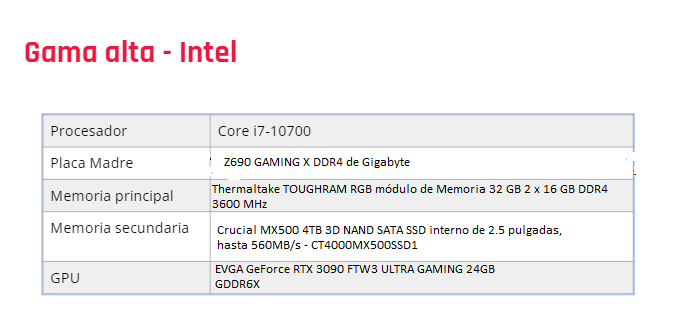 Gama alta - Intel
Procesador
Core i7-10700
Placa Madre
Z690 GAMING X DDR4 de Gigabyte
Memoria principal
Thermaltake TOUGHRAM RGB módulo de Memoria 32 GB 2 x 16 GB DDR4
3600 MHz
Memoria secundaria
Crucial MX500 4TB 3D NAND SATA SSD interno de 2.5 pulgadas,
hasta 560MB/s - CT4000MX500SSD1
GPU
EVGA GeForce RTX 3090 FTW3 ULTRA GAMING 24GB
GDDR6X